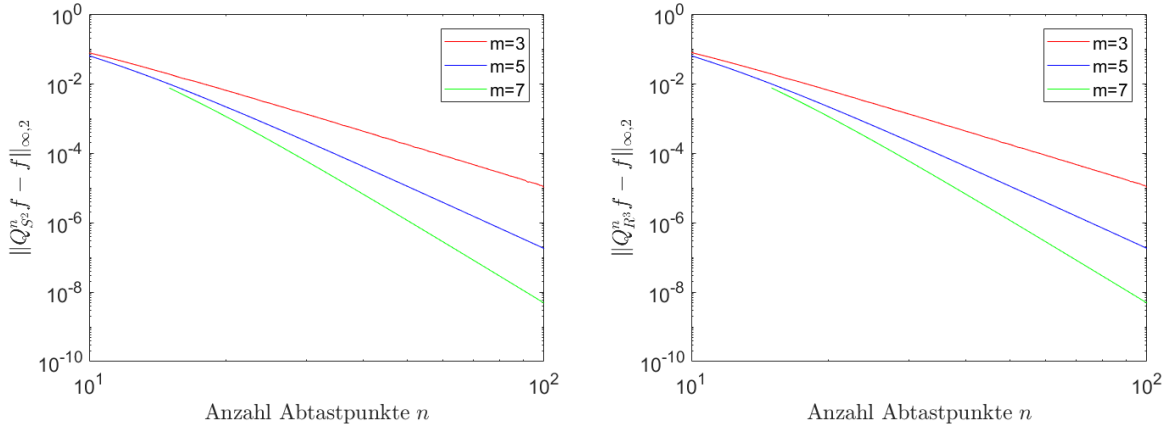 10^0
10^-2
10^-4
10^-6
10^-8
10^-10
||Q^n_{S^2} f − f||_{∞,2}
m=3
m=5
m=7
10^1
10^2
Anzahl Abtastpunkte n
10^0
10^-2
10^-4
10^-6
10^-8
10^-10
||Q^n_{R^3} f − f||_{∞,2}
m=3
m=5
m=7
10^1
10^2
Anzahl Abtastpunkte n